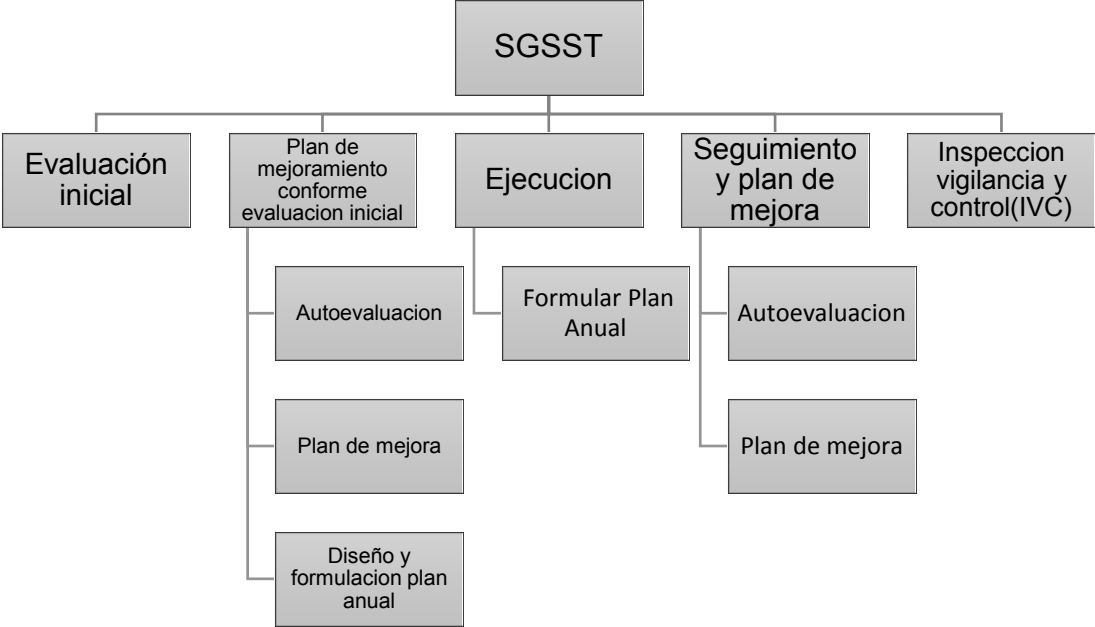 SGSST
Evaluación
inicial
Plan de
mejoramiento
conforme
evaluacion inicial
Ejecucion
Seguimiento
y plan de
mejora
Inspeccion
vigilancia y
control(IVC)
Autoevaluacion
Plan de mejora
Diseño y
formulacion plan
anual
Formular Plan
Anual
Autoevaluacion
Plan de mejora